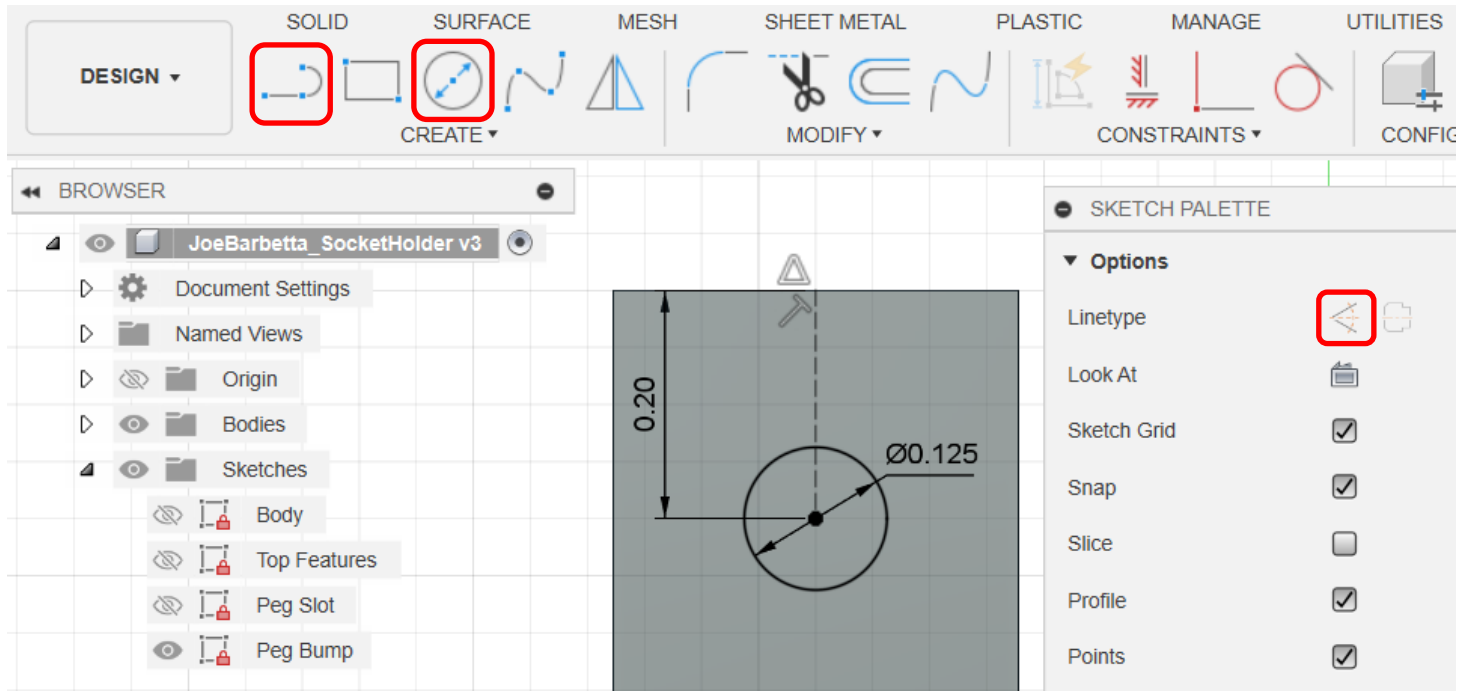 SOLID SURFACE MESH SHEET METAL PLASTIC MANAGE UTILITIES
DESIGN ▾
CREATE ▾ MODIFY ▾ CONSTRAINTS ▾ CONFIG
BROWSER
SKETCH PALETTE
JoeBarbetta_SocketHolder v3
Options
Document Settings
Linetype
Named Views
Look At
Origin
0.20
Sketch Grid
Bodies
Ø0.125
Sketches
Snap
Body
Slice
Top Features
Peg Slot
Profile
Peg Bump
Points